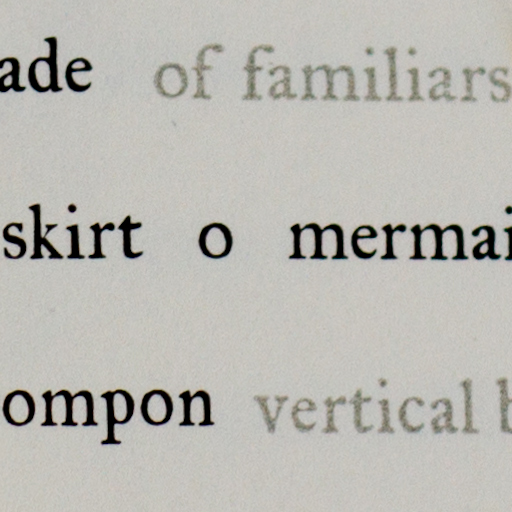 ade of familiars
skirt o mermai
ompon vertical b